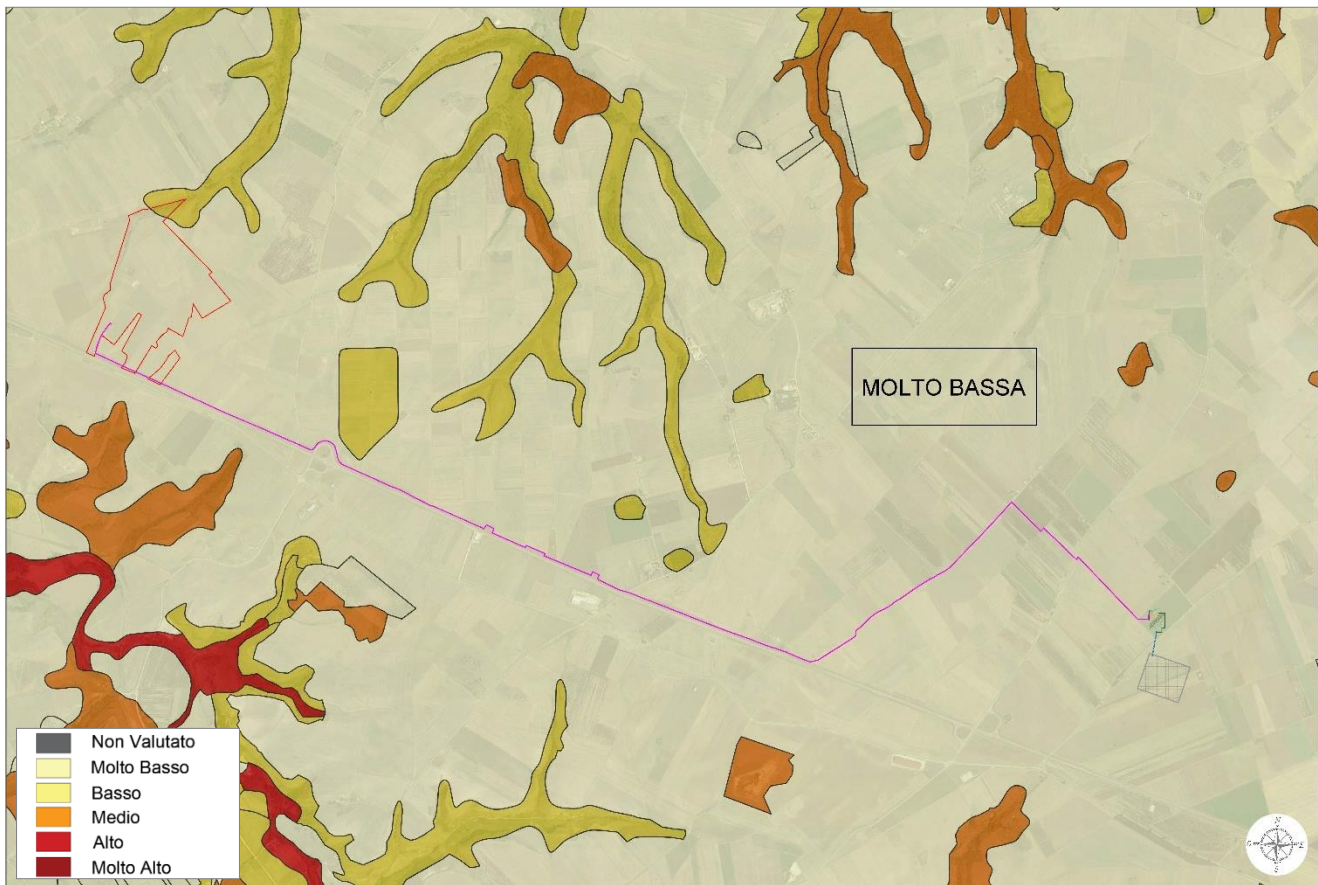 MOLTO BASSA
Non Valutato
Molto Basso
Basso
Medio
Alto
Molto Alto
N
E
S